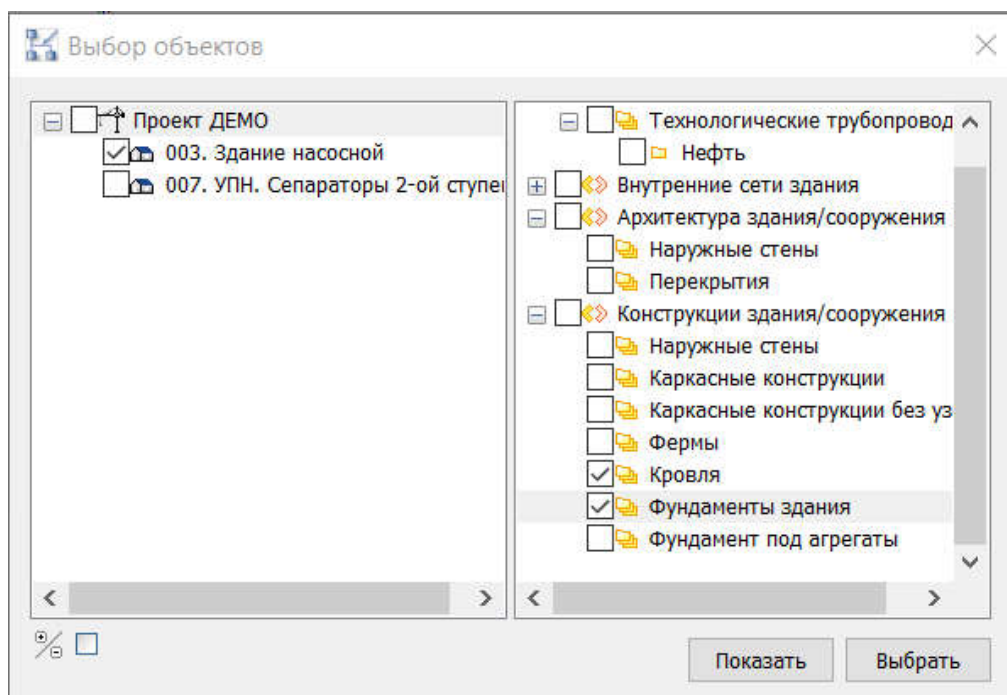 Выбор объектов
Проект ДЕМО
003. Здание насосной
007. УПН. Сепараторы 2-ой ступе
Технологические трубопровод
Нефть
Внутренние сети здания
Архитектура здания/сооружения
Наружные стены
Перекрытия
Конструкции здания/сооружения
Наружные стены
Каркасные конструкции
Каркасные конструкции без уз
Фермы
Кровля
Фундаменты здания
Фундамент под агрегаты
Показать
Выбрать